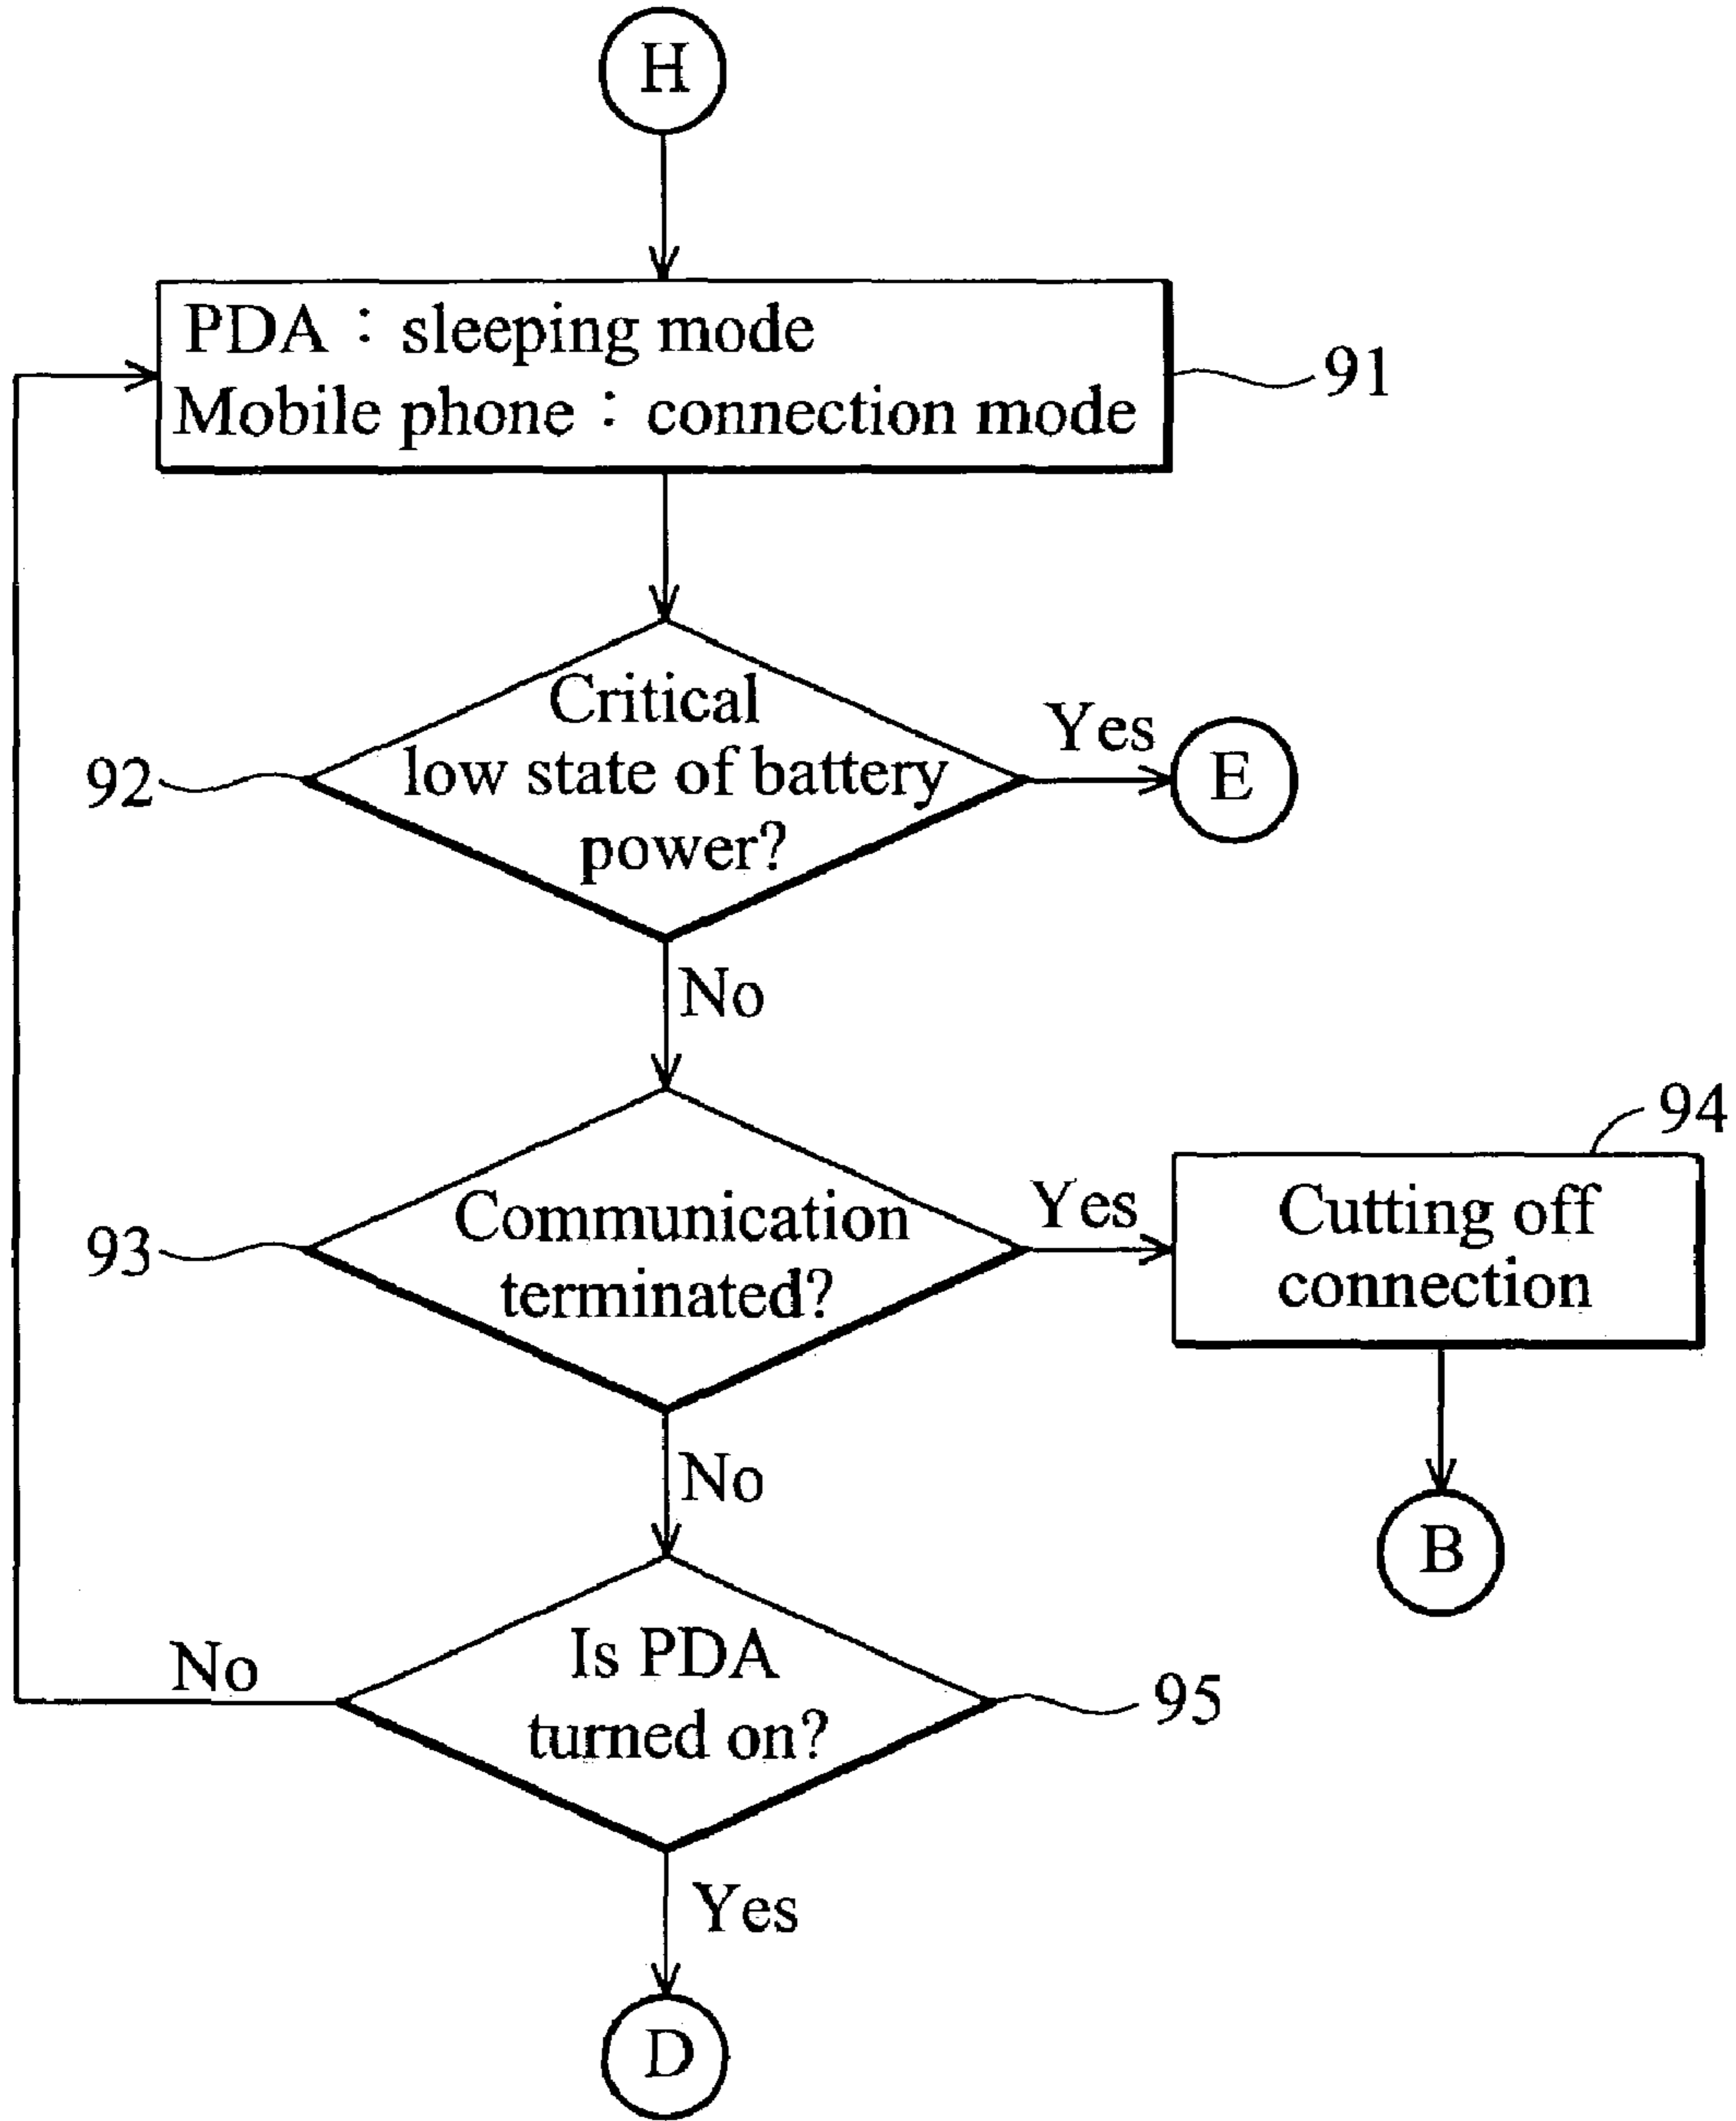 H
PDA : sleeping mode
Mobile phone : connection mode
91
Critical
low state of battery
power?
92
Yes
E
No
94
Communication
terminated?
93
Yes
Cutting off
connection
No
B
Is PDA
turned on?
No
95
Yes
D